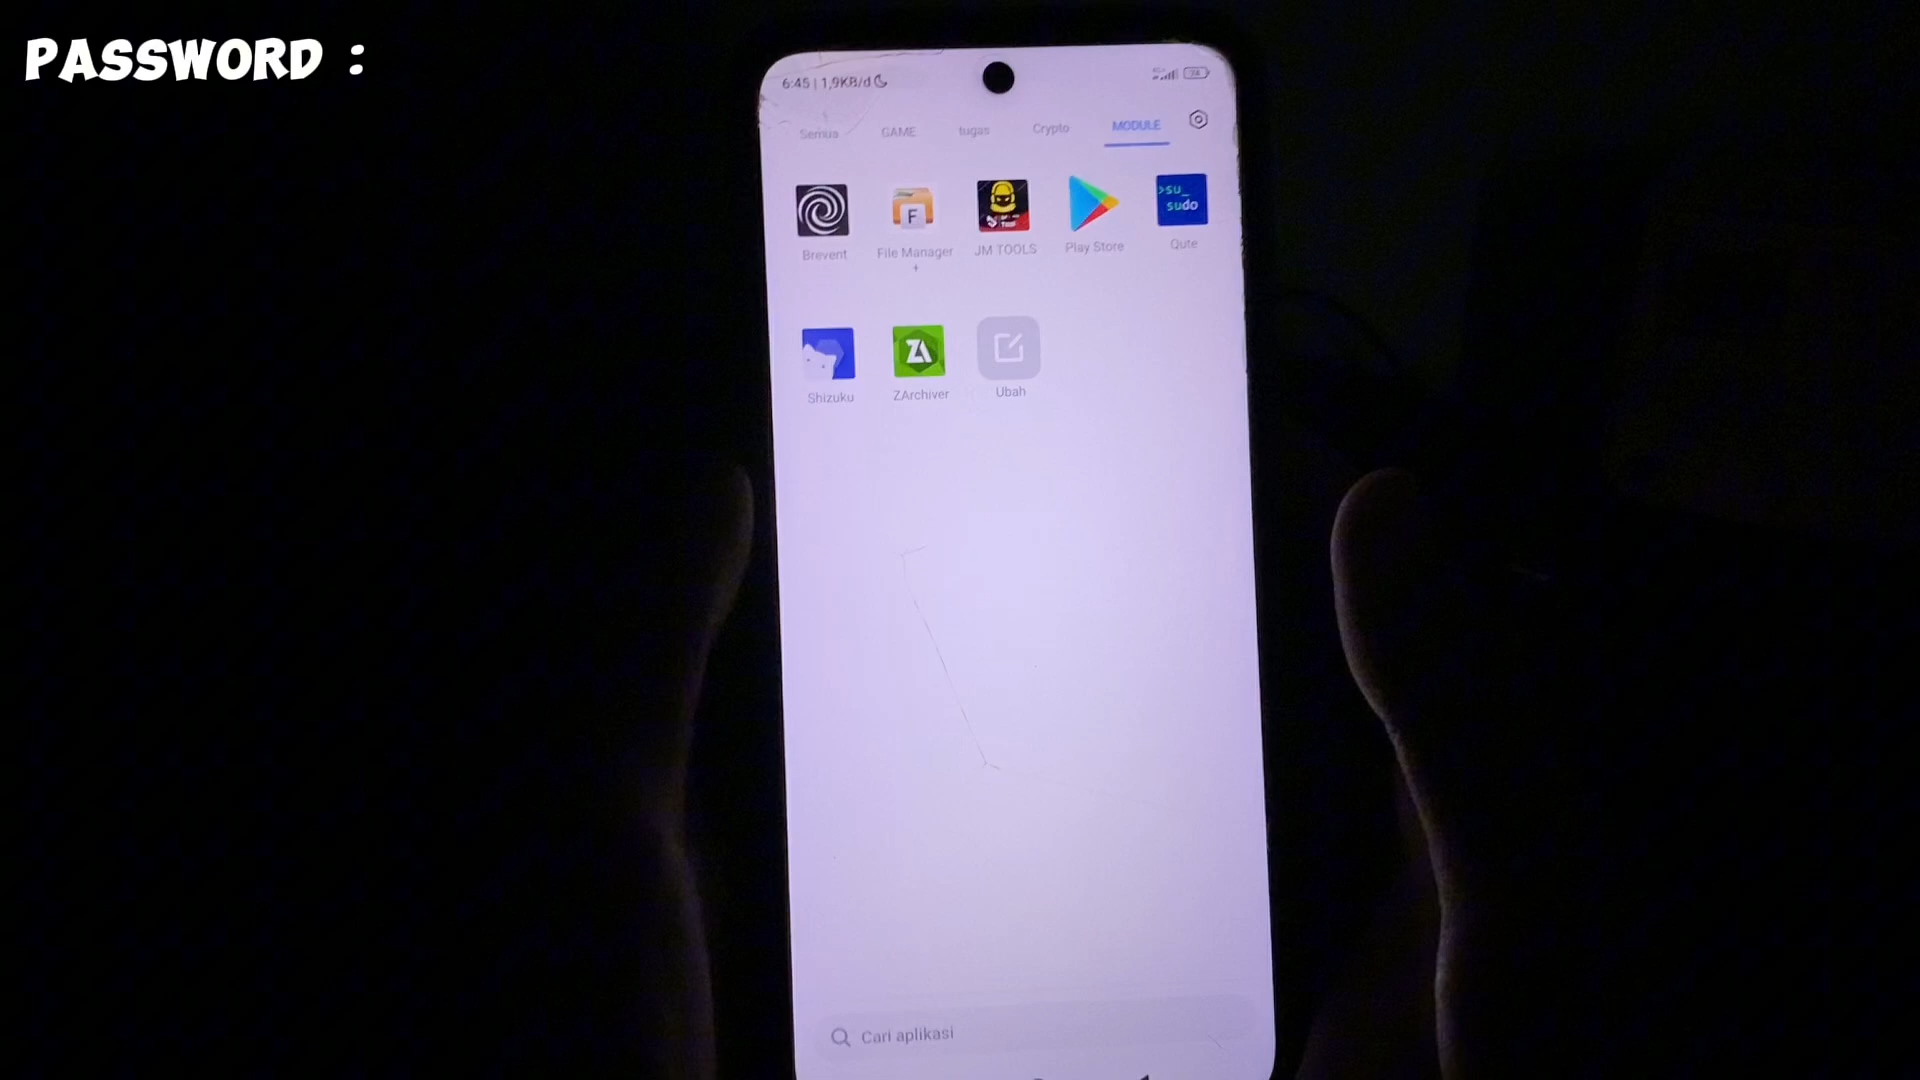 PASSWORD :
6:45 | 1,9KB/d
Semua GAME tugas Crypto MODULE
F
>su_
sudo
Brevent File Manager
+
JM TOOLS Play Store Qute
ZA
Shizuku ZArchiver Ubah
Cari aplikasi